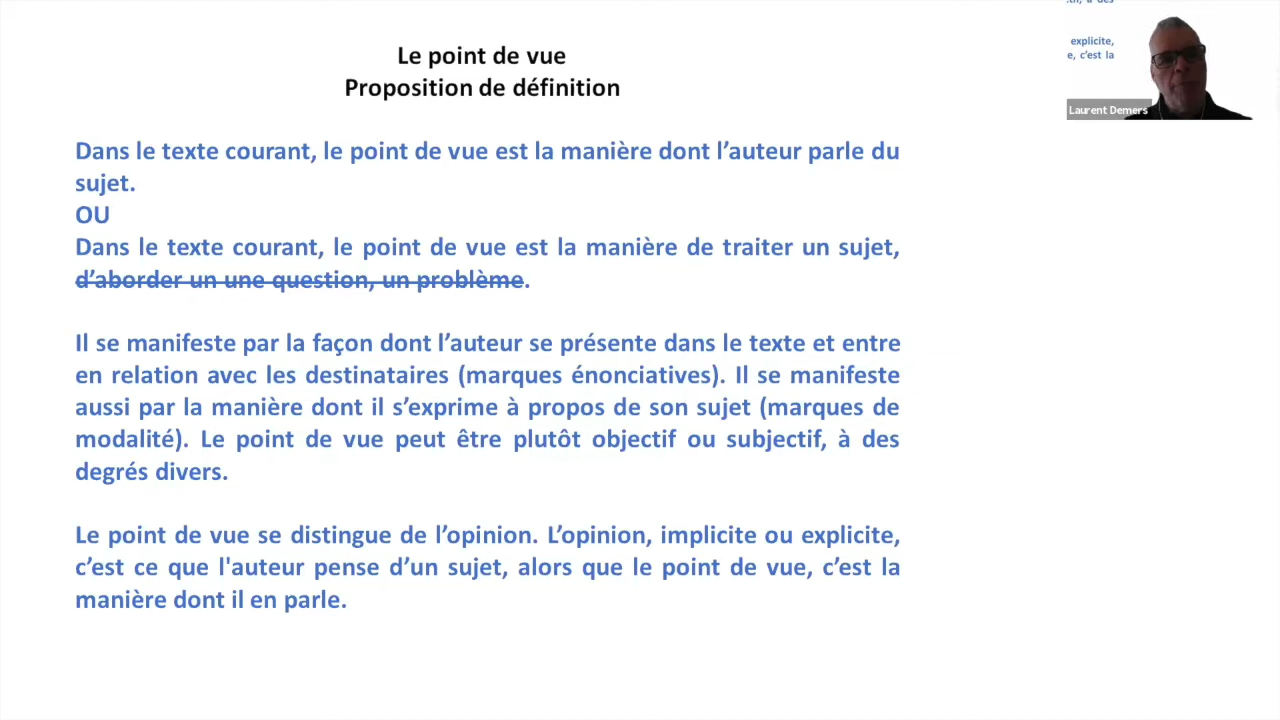 Le point de vue
Proposition de définition
Dans le texte courant, le point de vue est la manière dont l’auteur parle du
sujet.
OU
Dans le texte courant, le point de vue est la manière de traiter un sujet,
d’aborder un une question, un problème.
Il se manifeste par la façon dont l’auteur se présente dans le texte et entre
en relation avec les destinataires (marques énonciatives). Il se manifeste
aussi par la manière dont il s’exprime à propos de son sujet (marques de
modalité). Le point de vue peut être plutôt objectif ou subjectif, à des
degrés divers.
Le point de vue se distingue de l’opinion. L’opinion, implicite ou explicite,
c’est ce que l'auteur pense d’un sujet, alors que le point de vue, c’est la
manière dont il en parle.
explicite,
e, c’est la
Laurent Demers